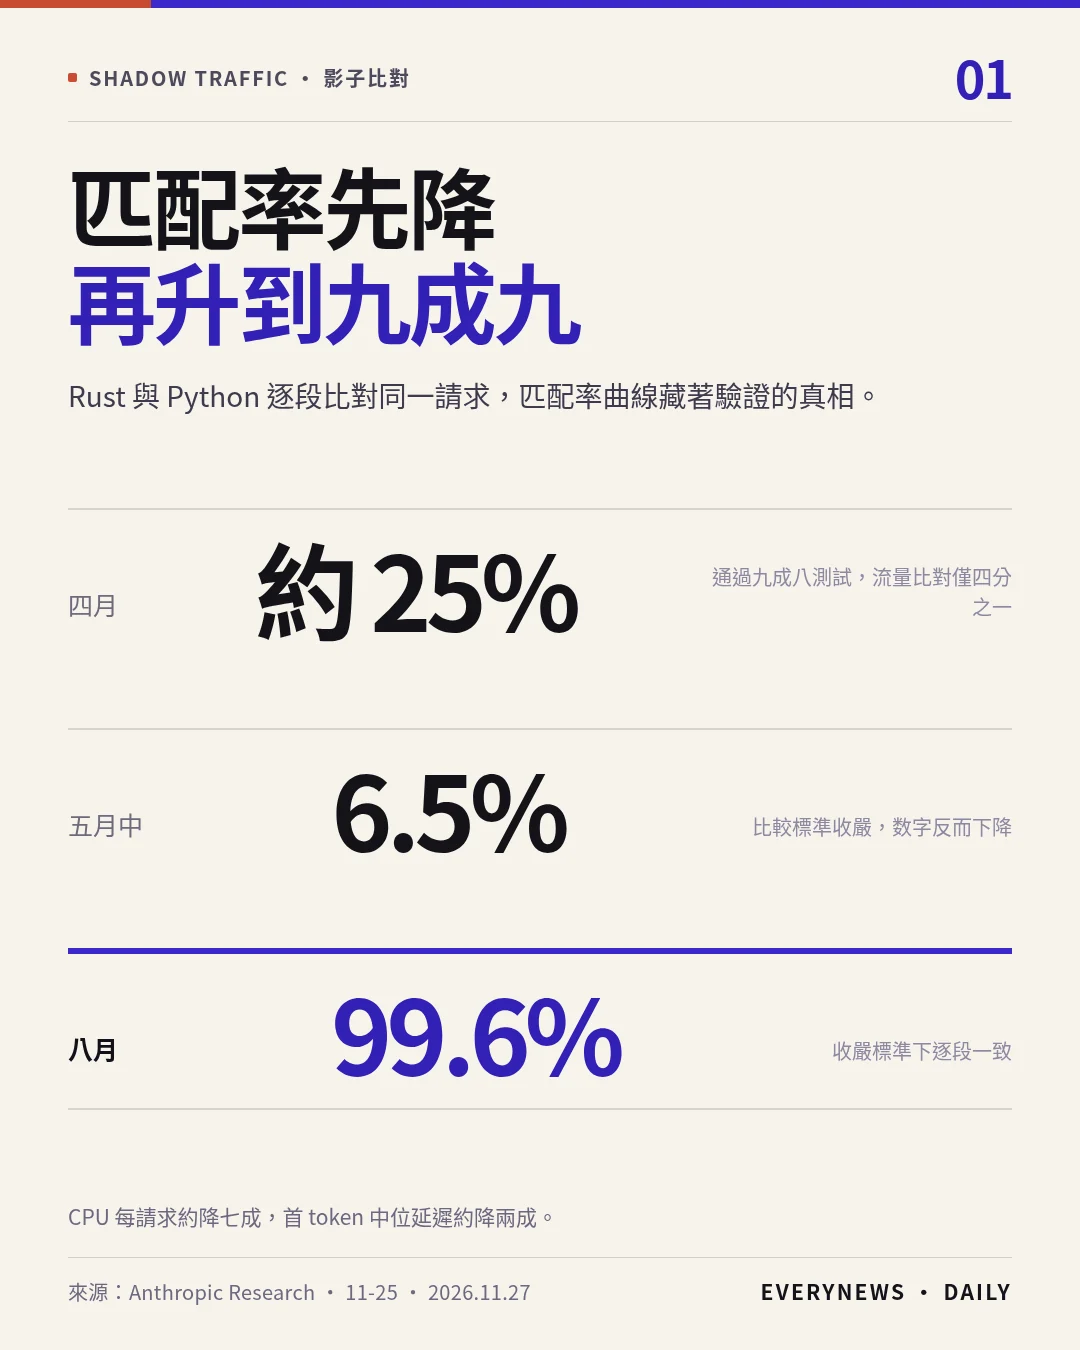 SHADOW TRAFFIC · 影子比對
01
匹配率先降
再升到九成九
Rust 與 Python 逐段比對同一請求，匹配率曲線藏著驗證的真相。
四月
約 25%
通過九成八測試，流量比對僅四分
之一
五月中
6.5%
比較標準收嚴，數字反而下降
八月
99.6%
收嚴標準下逐段一致
CPU 每請求約降七成，首 token 中位延遲約降兩成。
來源：Anthropic Research · 11-25 · 2026.11.27
EVERYNEWS · DAILY